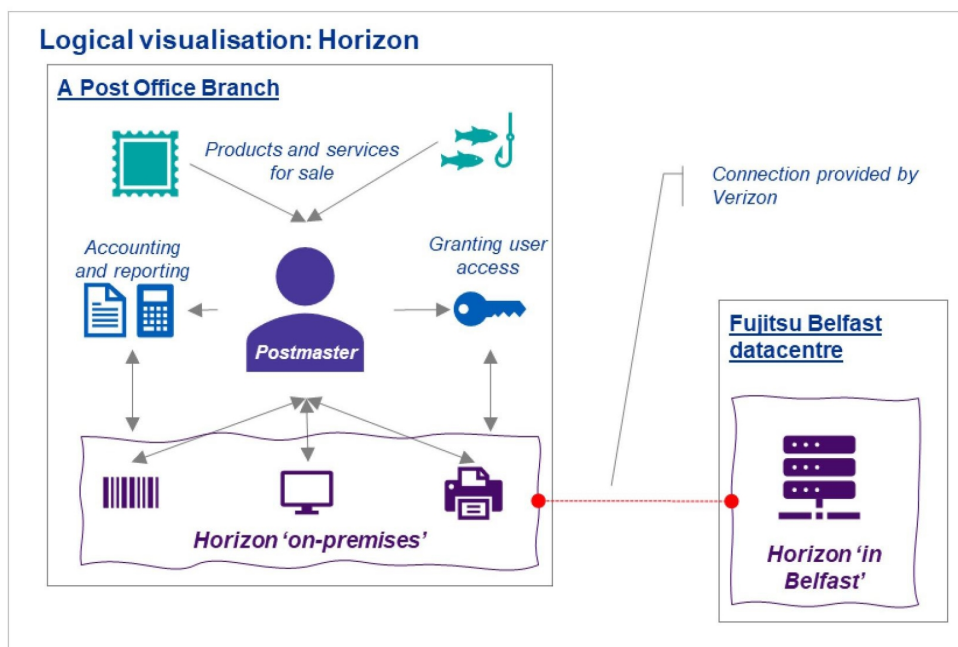 Logical visualisation: Horizon
A Post Office Branch
Products and services
for sale
Connection provided by
Verizon
Accounting
and reporting
Granting user
access
Postmaster
Fujitsu Belfast
datacentre
Horizon ‘on-premises’
Horizon ‘in
Belfast’